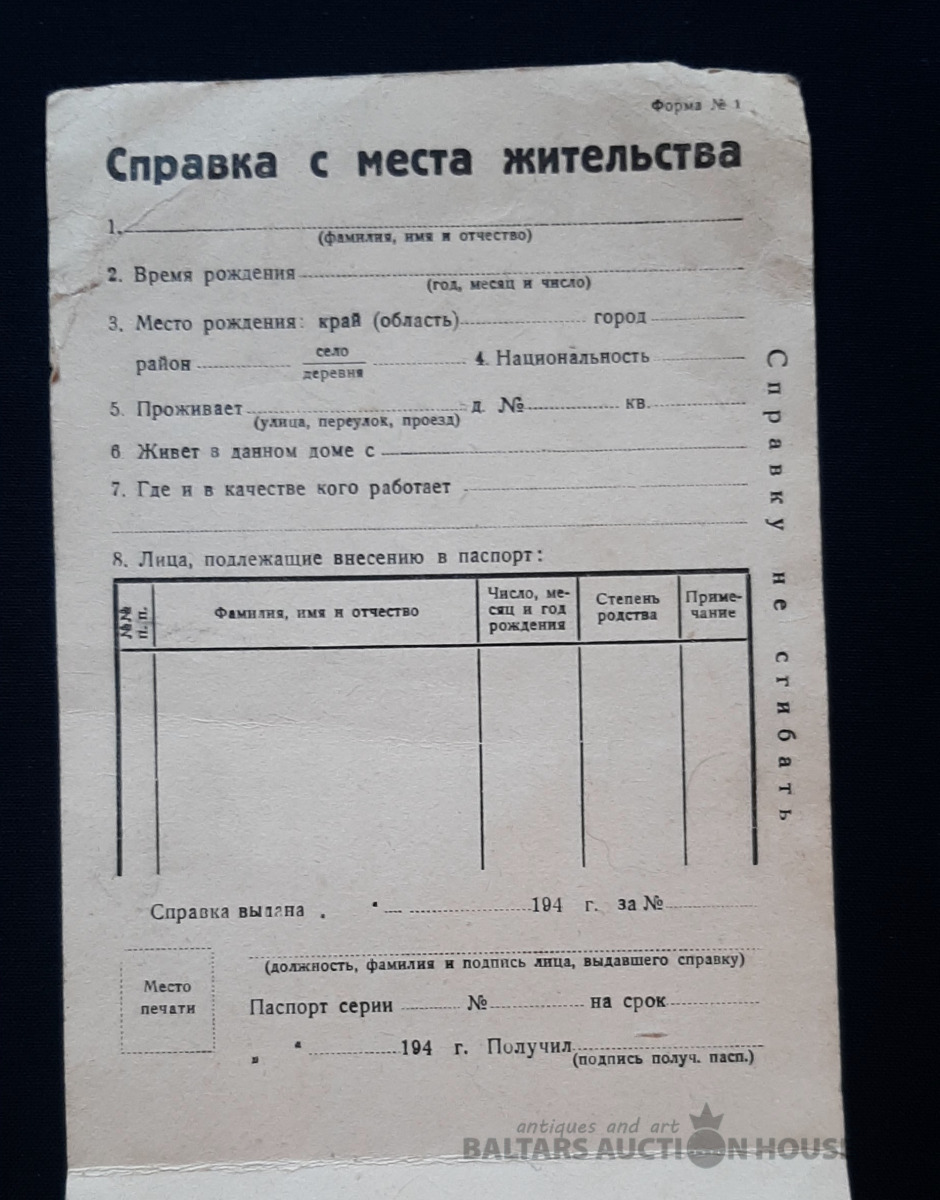 Форма № 1
Справка с места жительства
1.
(фамилия, имя и отчество)
2. Время рождения
(год, месяц и число)
3. Место рождения: край (область) город
район село деревня 4. Национальность
5. Проживает д. № кв.
(улица, переулок, проезд)
6 Живет в данном доме с
7. Где и в качестве кого работает
8. Лица, подлежащие внесению в паспорт:
№№ п. п.
Фамилия, имя и отчество
Число, ме-
сяц и год
рождения
Степень
родства
Приме-
чание
Справка выдана 194 г. за №
(должность, фамилия и подпись лица, выдавшего справку)
Место
печати
Паспорт серии № на срок
„ “ 194 г. Получил
(подпись получ. пасп.)
Справку не сгибать
antiques and art
BALTARS AUCTION HOUSE